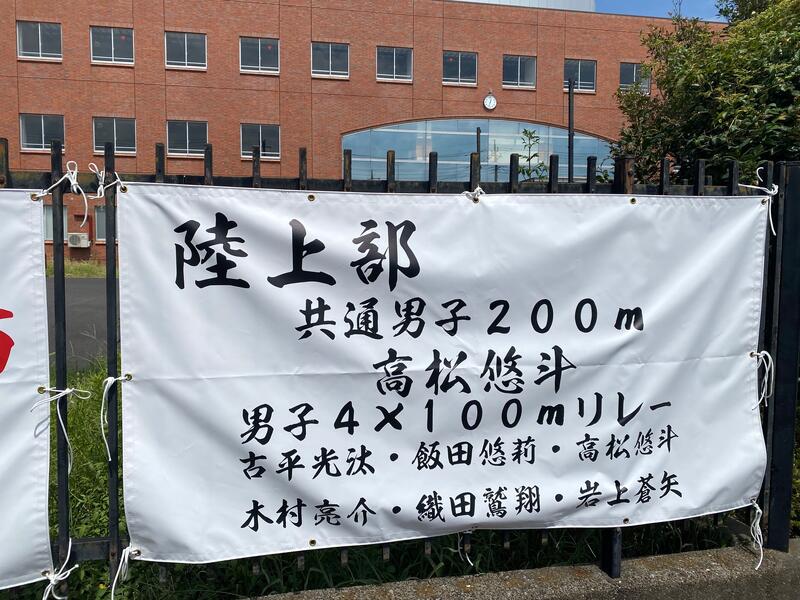 陸上部
共通男子200m
高松悠斗
男子4×100mリレー
古平光汰・飯田悠莉・高松悠斗
木村亮介・織田鷲翔・岩上蒼矢